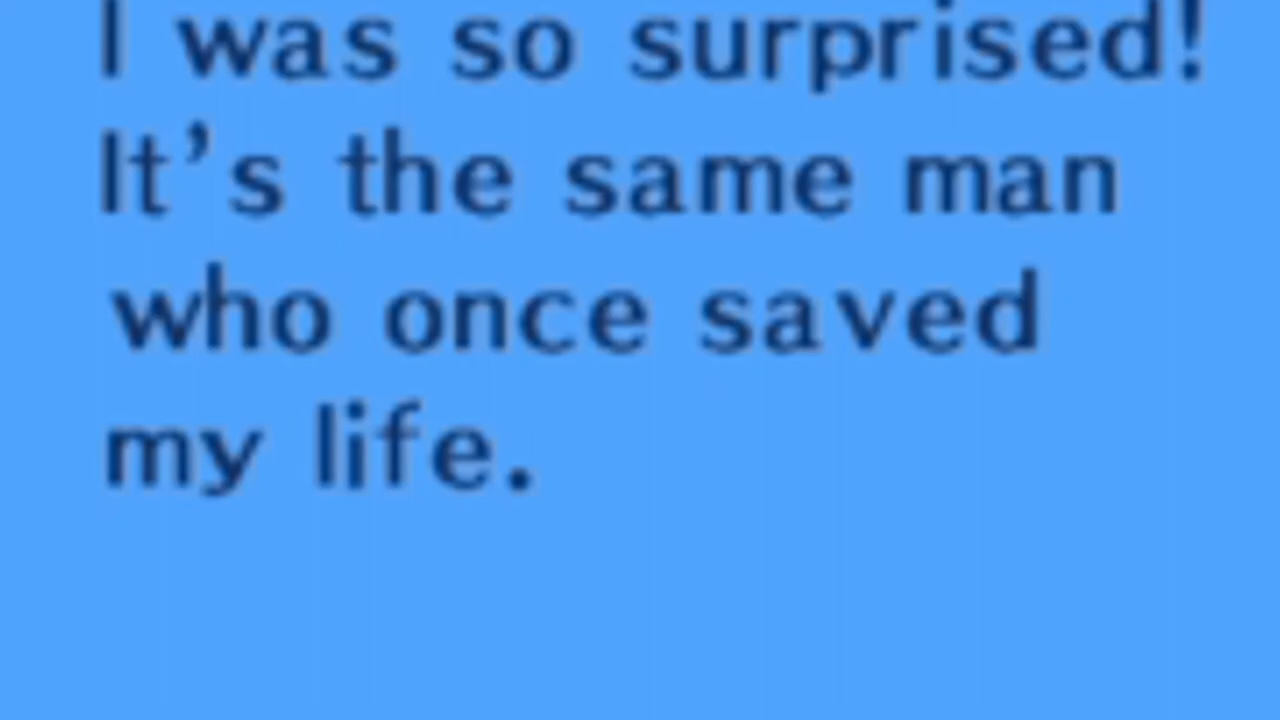 I was so surprised!
It’s the same man
who once saved
my life.